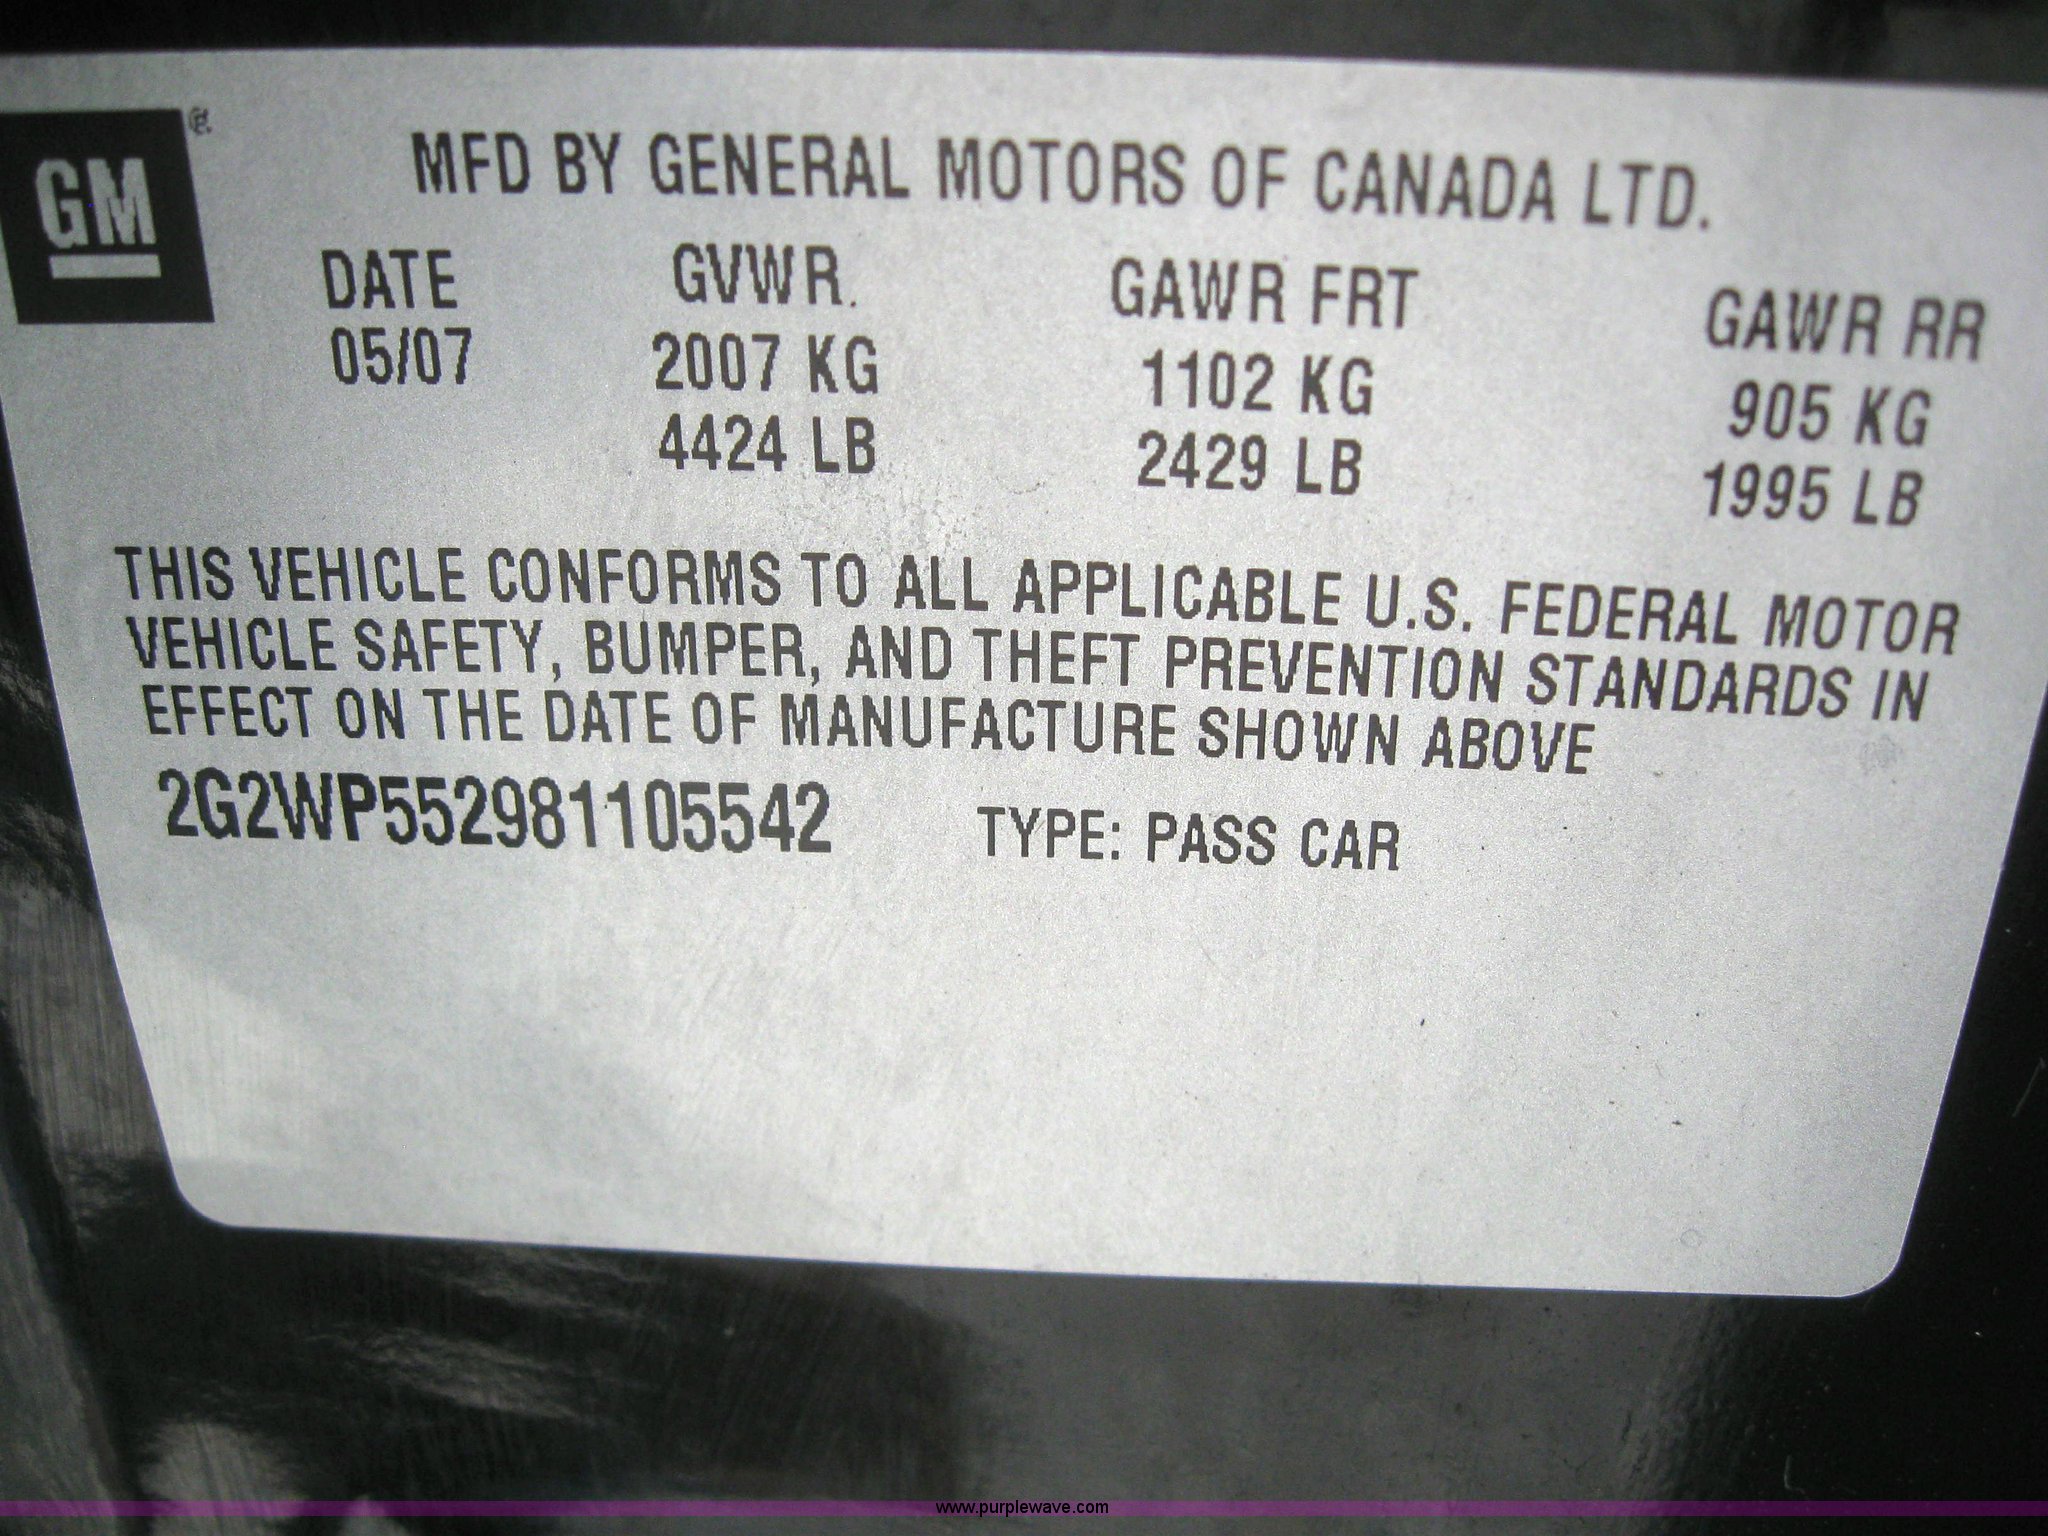 GM
MFD BY GENERAL MOTORS OF CANADA LTD.
DATE GVWR. GAWR FRT GAWR RR
05/07 2007 KG 1102 KG 905 KG
4424 LB 2429 LB 1995 LB
THIS VEHICLE CONFORMS TO ALL APPLICABLE U.S. FEDERAL MOTOR
VEHICLE SAFETY, BUMPER, AND THEFT PREVENTION STANDARDS IN
EFFECT ON THE DATE OF MANUFACTURE SHOWN ABOVE
2G2WP552981105542 TYPE: PASS CAR
www.purplewave.com